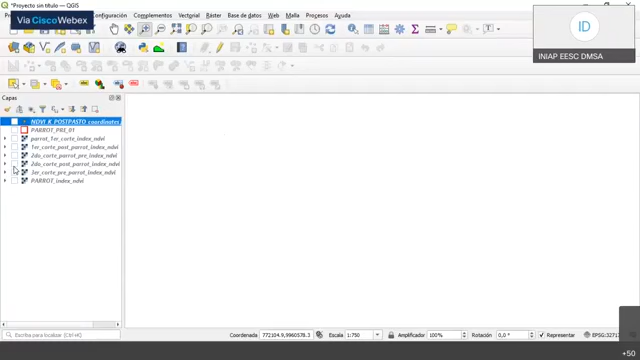 *Proyecto sin título — QGIS
Via Cisco Webex
Configuración Complementos Vectorial Ráster Base de datos Web Malla Procesos Ayuda
ID
INIAP EESC DMSA
Capas
NDVI_K_POSTPASTO_coordinates
PARROT_PRE_01
parrot_1er_corte_index_ndvi
1er_corte_post_parrot_index_ndvi
2do_corte_parrot_pre_index_ndvi
2do_corte_post_parrot_index_ndvi
3er_corte_pre_parrot_index_ndvi
PARROT_index_ndvi
Escriba para localizar (Ctrl+K)
Coordenada 772104.9,9960578.3 Escala 1:750 Amplificador 100% Rotación 0,0 ° Representar
+50